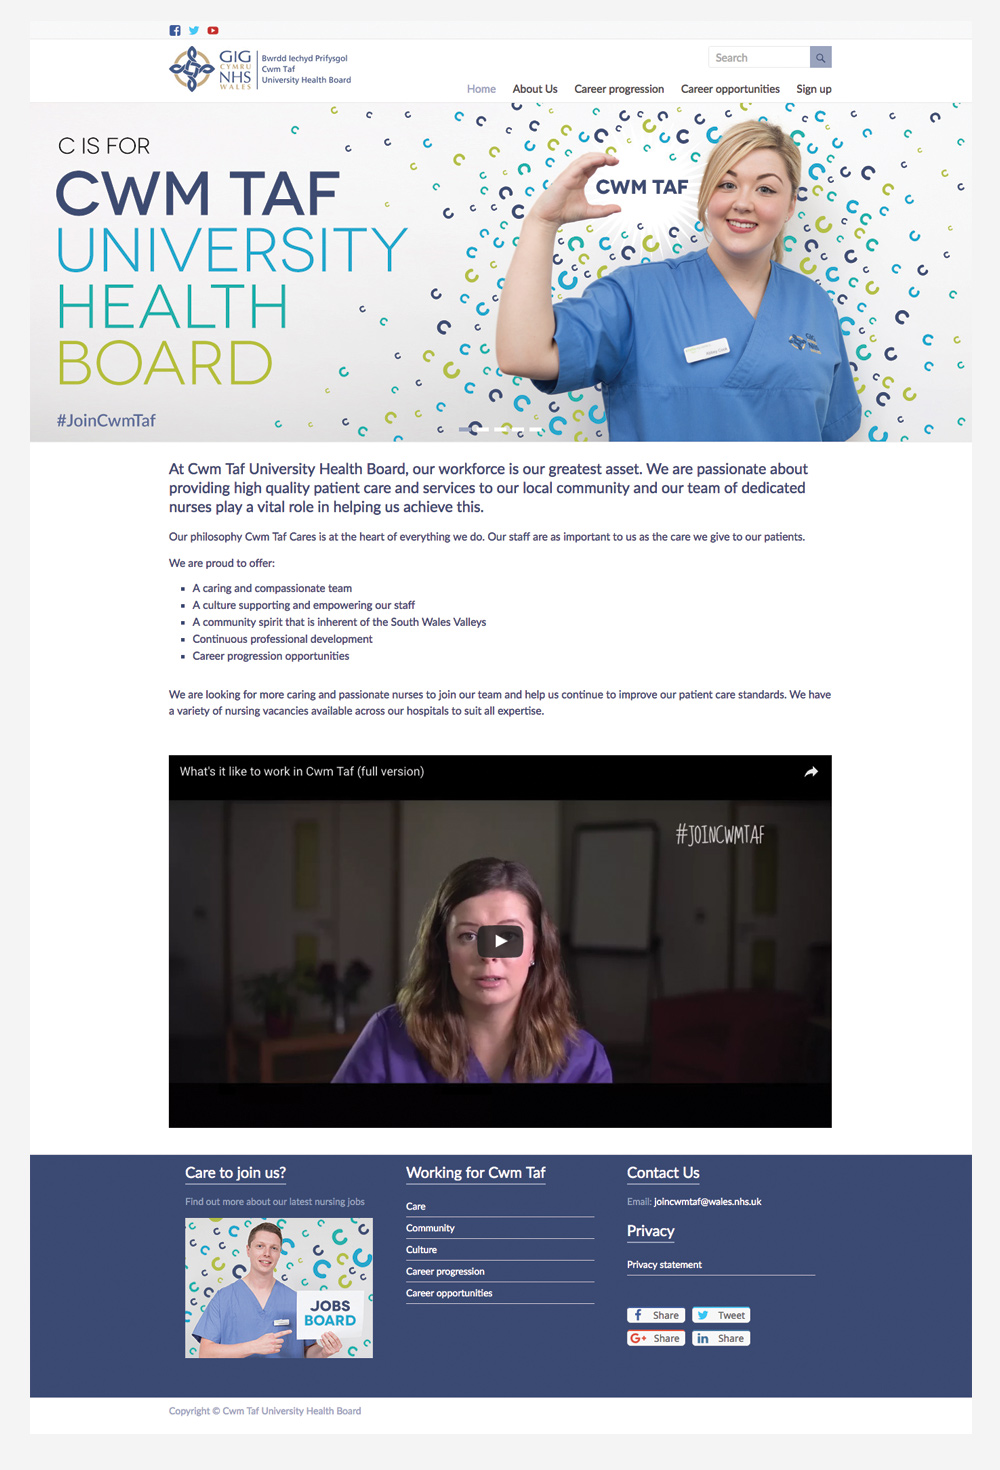 GIG
CYMRU
NHS
WALES
Bwrdd Iechyd Prifysgol
Cwm Taf
University Health Board
Search
Home About Us Career progression Career opportunities Sign up
C IS FOR
CWM TAF
UNIVERSITY
HEALTH
BOARD
#JoinCwmTaf
CWM TAF
At Cwm Taf University Health Board, our workforce is our greatest asset. We are passionate about
providing high quality patient care and services to our local community and our team of dedicated
nurses play a vital role in helping us achieve this.
Our philosophy Cwm Taf Cares is at the heart of everything we do. Our staff are as important to us as the care we give to our patients.
We are proud to offer:
A caring and compassionate team
A culture supporting and empowering our staff
A community spirit that is inherent of the South Wales Valleys
Continuous professional development
Career progression opportunities
We are looking for more caring and passionate nurses to join our team and help us continue to improve our patient care standards. We have
a variety of nursing vacancies available across our hospitals to suit all expertise.
What's it like to work in Cwm Taf (full version)
#JOINCWMTAF
Care to join us?
Find out more about our latest nursing jobs
JOBS
BOARD
Working for Cwm Taf
Care
Community
Culture
Career progression
Career opportunities
Contact Us
Email: joincwmtaf@wales.nhs.uk
Privacy
Privacy statement
Share Tweet
Share Share
Copyright © Cwm Taf University Health Board